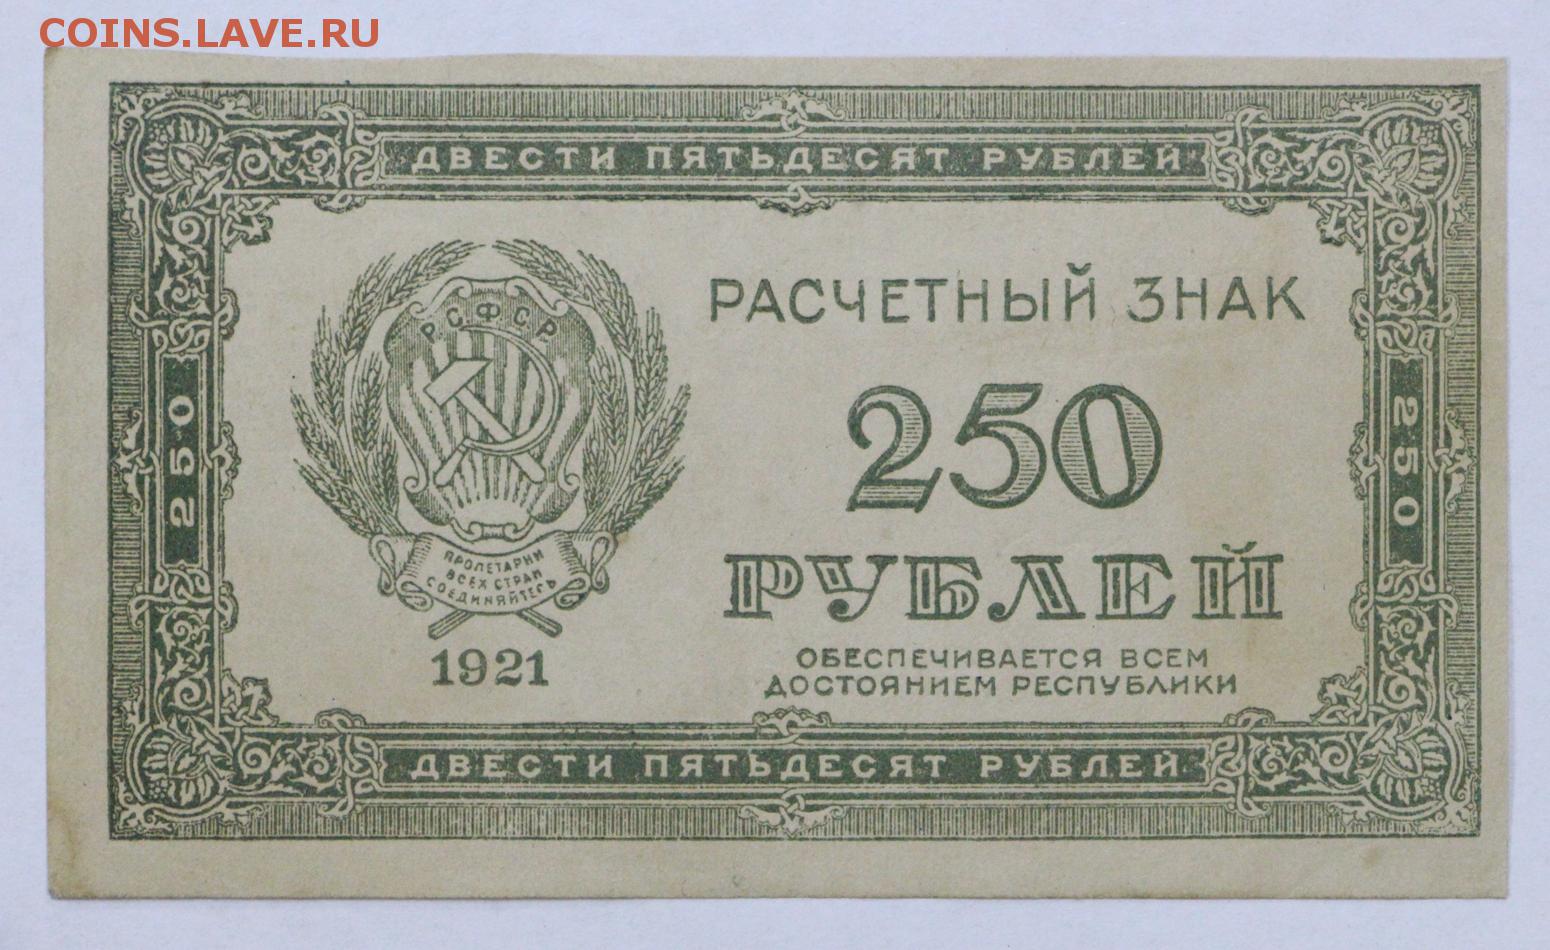 COINS.LAVE.RU
ДВЕСТИ ПЯТЬДЕСЯТ РУБЛЕЙ
РАСЧЕТНЫЙ ЗНАК
РСФСР
250
250
250
РУБЛЕЙ
ПРОЛЕТАРИИ
ВСЕХ СТРАН
СОЕДИНЯЙТЕСЬ
1921
ОБЕСПЕЧИВАЕТСЯ ВСЕМ
ДОСТОЯНИЕМ РЕСПУБЛИКИ
ДВЕСТИ ПЯТЬДЕСЯТ РУБЛЕЙ